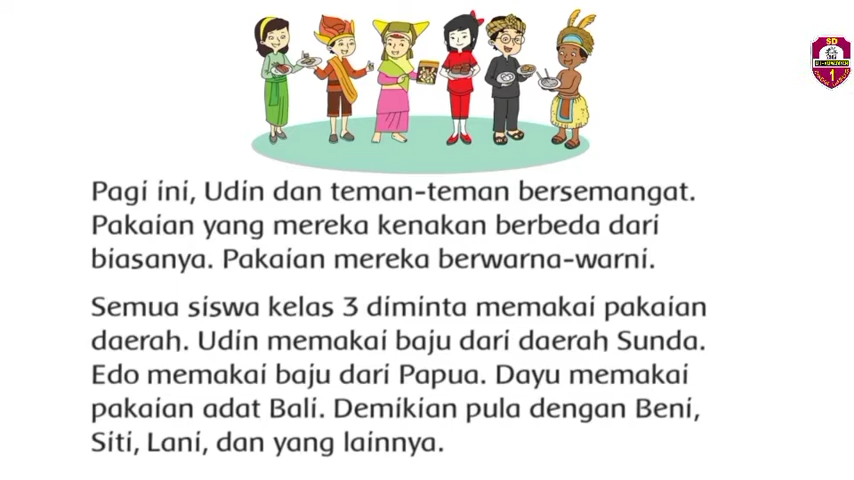 SD
1
Pagi ini, Udin dan teman-teman bersemangat.
Pakaian yang mereka kenakan berbeda dari
biasanya. Pakaian mereka berwarna-warni.
Semua siswa kelas 3 diminta memakai pakaian
daerah. Udin memakai baju dari daerah Sunda.
Edo memakai baju dari Papua. Dayu memakai
pakaian adat Bali. Demikian pula dengan Beni,
Siti, Lani, dan yang lainnya.